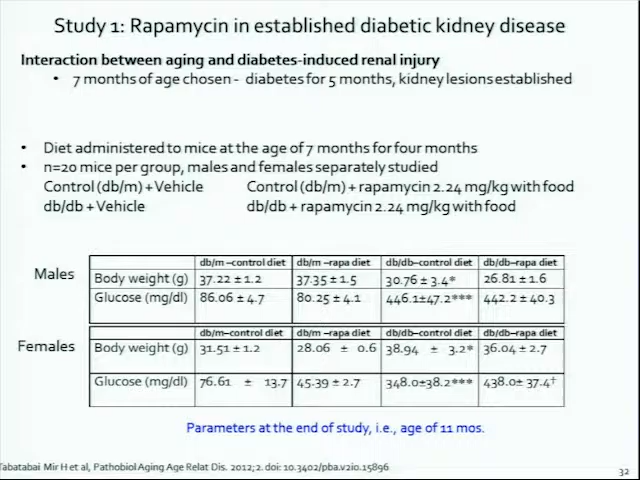 Study 1: Rapamycin in established diabetic kidney disease
Interaction between aging and diabetes-induced renal injury
• 7 months of age chosen - diabetes for 5 months, kidney lesions established
• Diet administered to mice at the age of 7 months for four months
• n=20 mice per group, males and females separately studied
Control (db/m) + Vehicle Control (db/m) + rapamycin 2.24 mg/kg with food
db/db + Vehicle db/db + rapamycin 2.24 mg/kg with food
Males
db/m –control diet db/m –rapa diet db/db–control diet db/db–rapa diet
Body weight (g) 37.22 ± 1.2 37.35 ± 1.5 30.76 ± 3.4* 26.81 ± 1.6
Glucose (mg/dl) 86.06 ± 4.7 80.25 ± 4.1 446.1±47.2*** 442.2 ± 40.3
Females
db/m–control diet db/m –rapa diet db/db–control diet db/db–rapa diet
Body weight (g) 31.51 ± 1.2 28.06 ± 0.6 38.94 ± 3.2* 36.04 ± 2.7
Glucose (mg/dl) 76.61 ± 13.7 45.39 ± 2.7 348.0±38.2*** 438.0± 37.4†
Parameters at the end of study, i.e., age of 11 mos.
Tabatabai Mir H et al, Pathobiol Aging Age Relat Dis. 2012;2. doi: 10.3402/pba.v2i0.15896
32